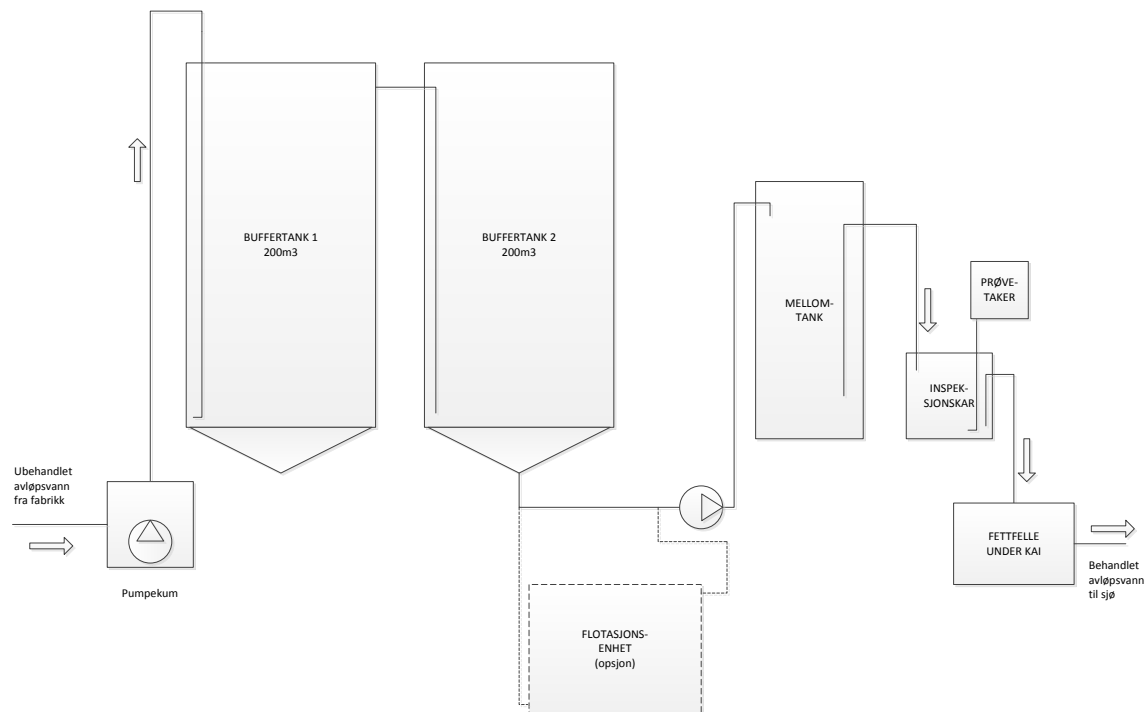 BUFFERTANK 1
200m3
BUFFERTANK 2
200m3
MELLOM-
TANK
PRØVE-
TAKER
INSPEK-
SJONSKAR
Ubehandlet
avløpsvann
fra fabrikk
Pumpekum
FETTFELLE
UNDER KAI
Behandlet
avløpsvann
til sjø
FLOTASJONS-
ENHET
(opsjon)